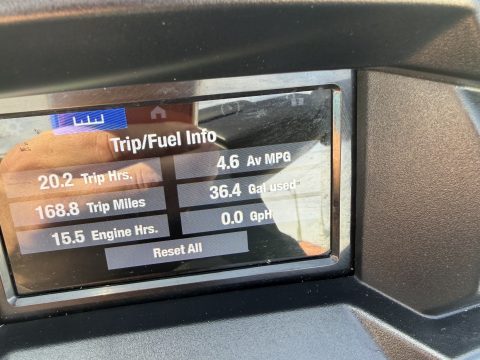 Trip/Fuel Info
20.2 Trip Hrs.
4.6 Av MPG
168.8 Trip Miles
36.4 Gal used
15.5 Engine Hrs.
0.0 GpH
Reset All